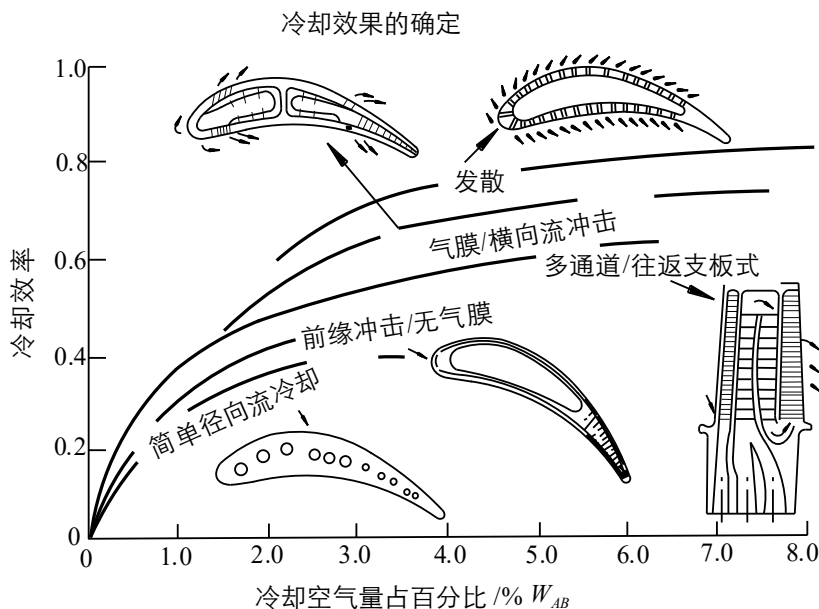 冷却效果的确定
1.0
0.8
0.6
0.4
0.2
0
冷却效率
发散
气膜/横向流冲击
多通道/往返支板式
前缘冲击/无气膜
简单径向流冷却
0 1.0 2.0 3.0 4.0 5.0 6.0 7.0 8.0
冷却空气量占百分比 /% W_AB